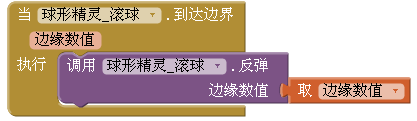 当 球形精灵_滚球 .到达边界
边缘数值
执行 调用 球形精灵_滚球 .反弹
边缘数值 取 边缘数值